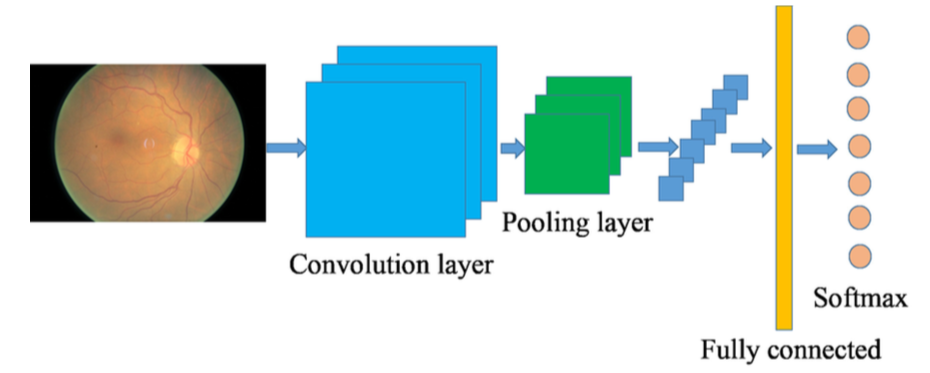 Pooling layer
Convolution layer
Softmax
Fully connected